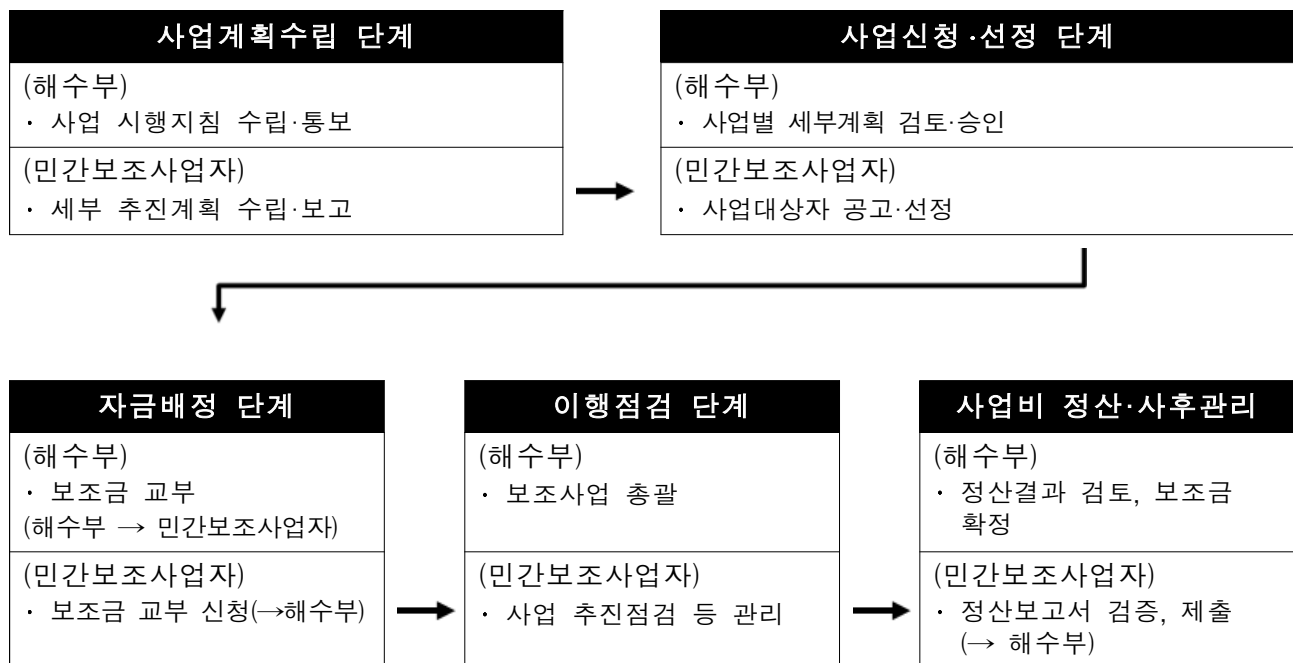 사업계획수립 단계
(해수부)
· 사업 시행지침 수립·통보
(민간보조사업자)
· 세부 추진계획 수립·보고
사업신청·선정 단계
(해수부)
· 사업별 세부계획 검토·승인
(민간보조사업자)
· 사업대상자 공고·선정
자금배정 단계
(해수부)
· 보조금 교부
(해수부 → 민간보조사업자)
(민간보조사업자)
· 보조금 교부 신청(→해수부)
이행점검 단계
(해수부)
· 보조사업 총괄
(민간보조사업자)
· 사업 추진점검 등 관리
사업비 정산·사후관리
(해수부)
· 정산결과 검토, 보조금
확정
(민간보조사업자)
· 정산보고서 검증, 제출
(→ 해수부)